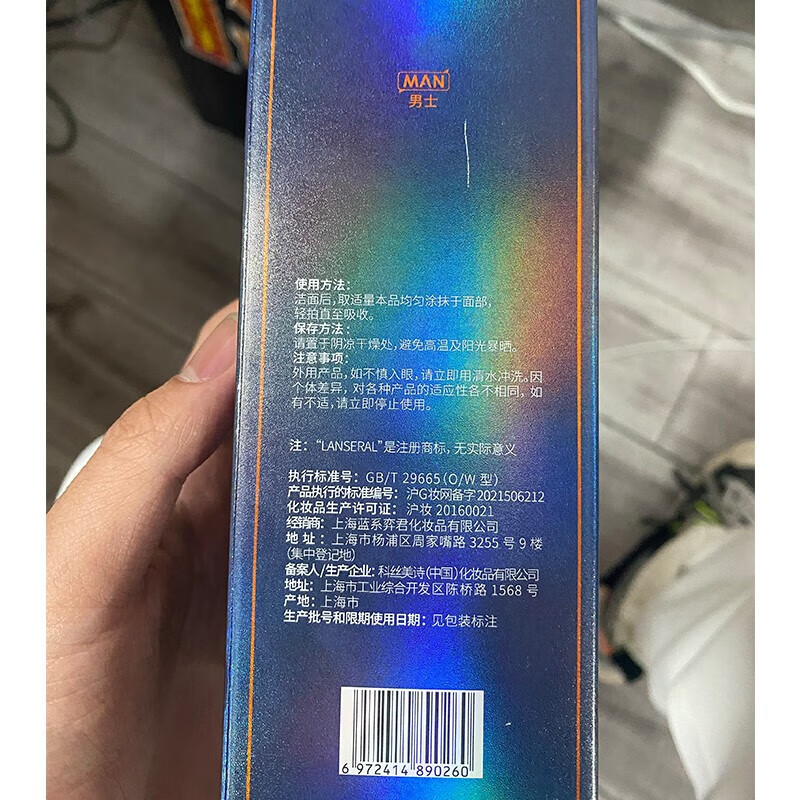 MAN
男士
使用方法：
洁面后，取适量本品均匀涂抹于面部，
轻拍直至吸收。
保存方法：
请置于阴凉干燥处，避免高温及阳光暴晒。
注意事项：
外用产品，如不慎入眼，请立即用清水冲洗。因
个体差异，对各种产品的适应性各不相同，如
有不适，请立即停止使用。
注：“LANSERAL”是注册商标，无实际意义
执行标准号：GB/T 29665（O/W 型）
产品执行的标准编号：沪G妆网备字2021506212
化妆品生产许可证：沪妆 20160021
经销商：上海蓝系弈君化妆品有限公司
地址：上海市杨浦区周家嘴路 3255 号 9 楼
（集中登记地）
备案人/生产企业：科丝美诗（中国）化妆品有限公司
地址：上海市工业综合开发区陈桥路 1568 号
产地：上海市
生产批号和限期使用日期：见包装标注
6 972414 890260